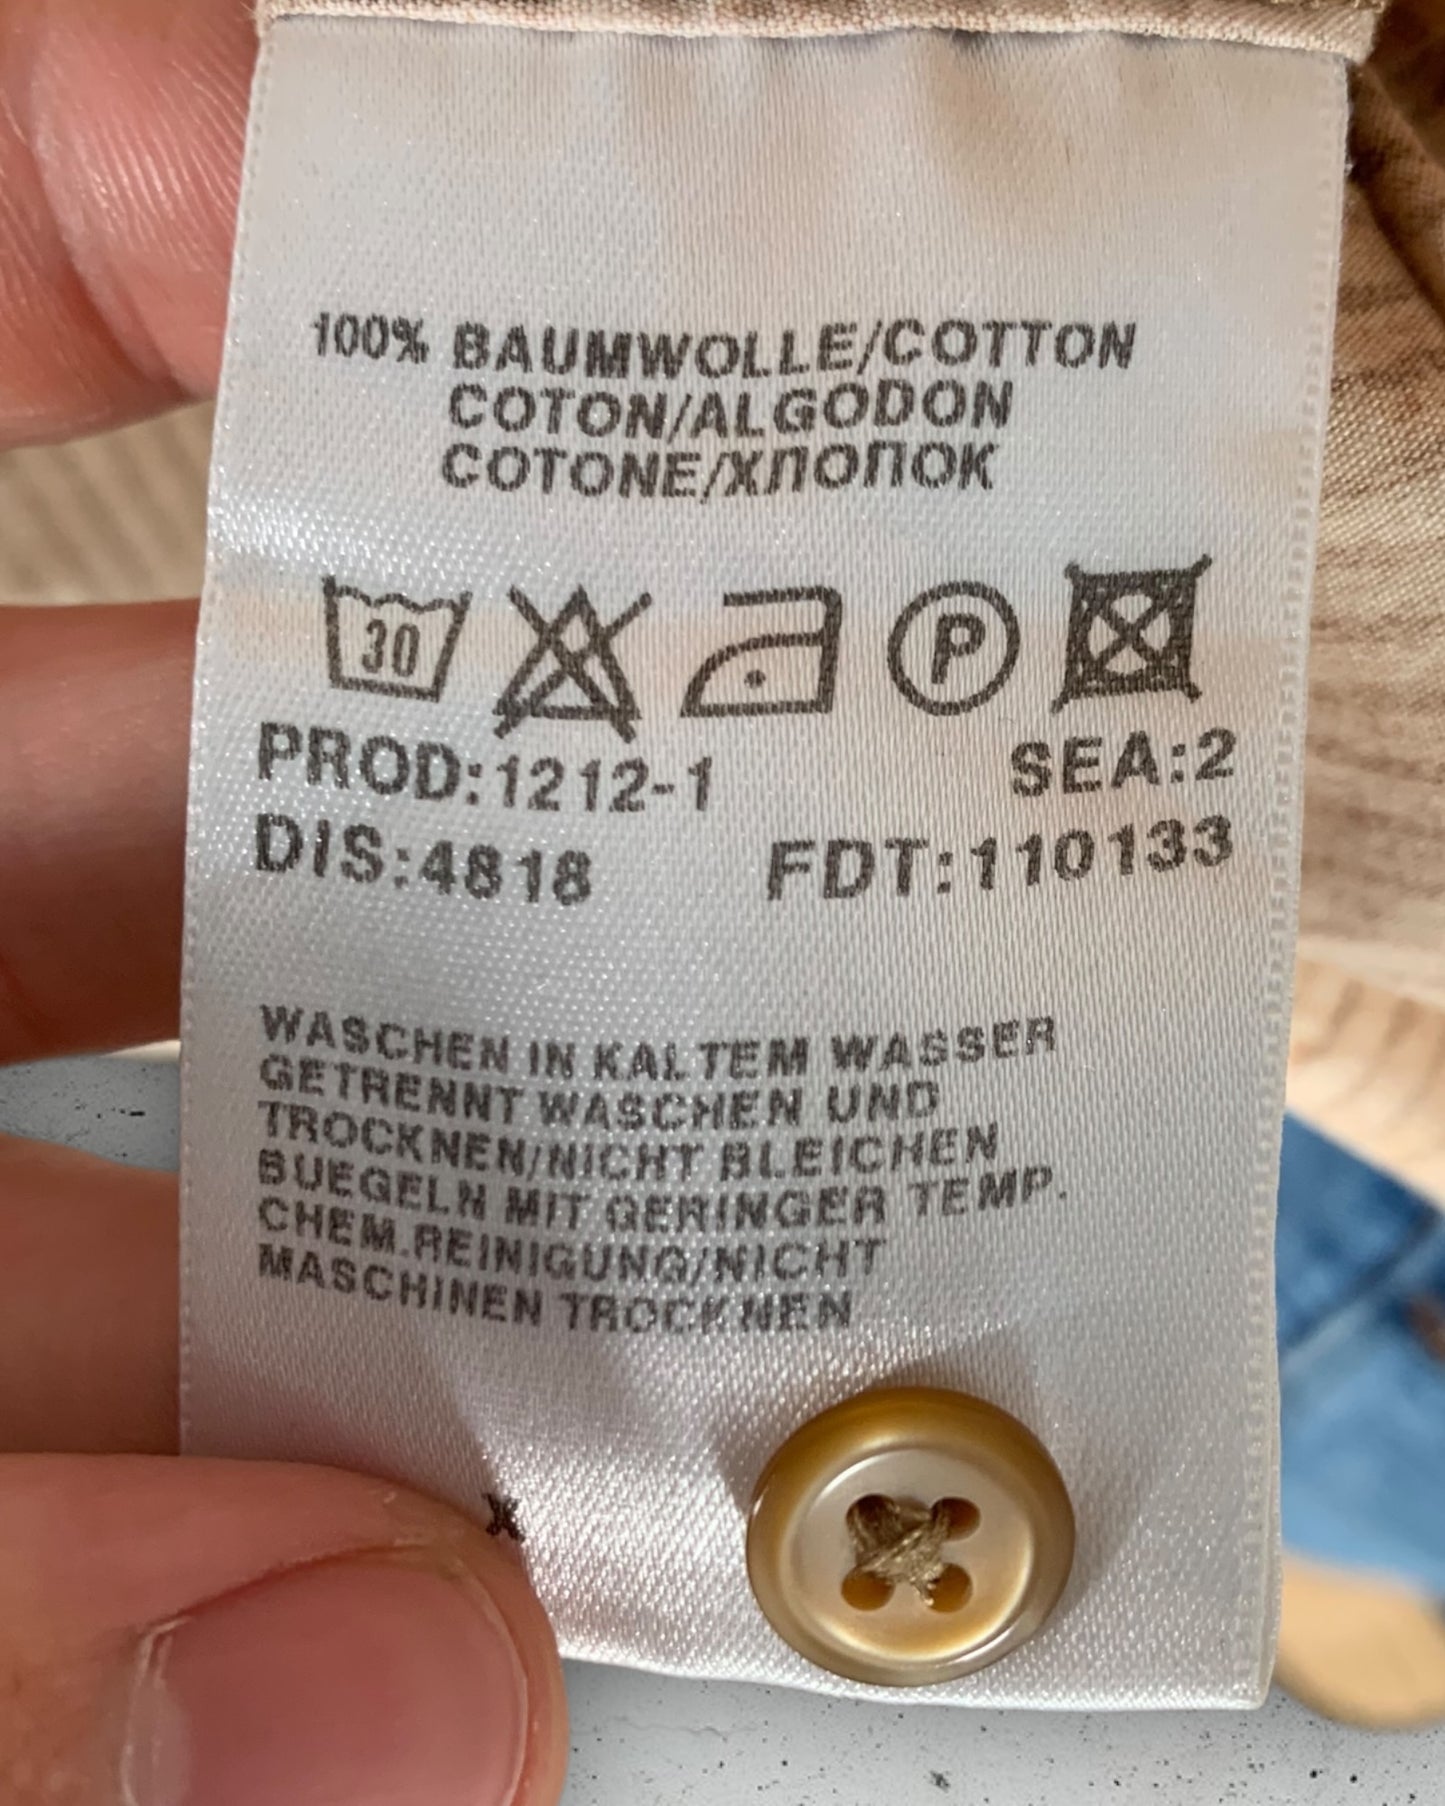 100% BAUMWOLLE/COTTON
COTON/ALGODON
COTONE/ХЛОПОК
30 P
PROD:1212-1 SEA:2
DIS:4818 FDT:110133
WASCHEN IN KALTEM WASSER
GETRENNT WASCHEN UND
TROCKNEN/NICHT BLEICHEN
BUEGELN MIT GERINGER TEMP.
CHEM.REINIGUNG/NICHT
MASCHINEN TROCKNEN